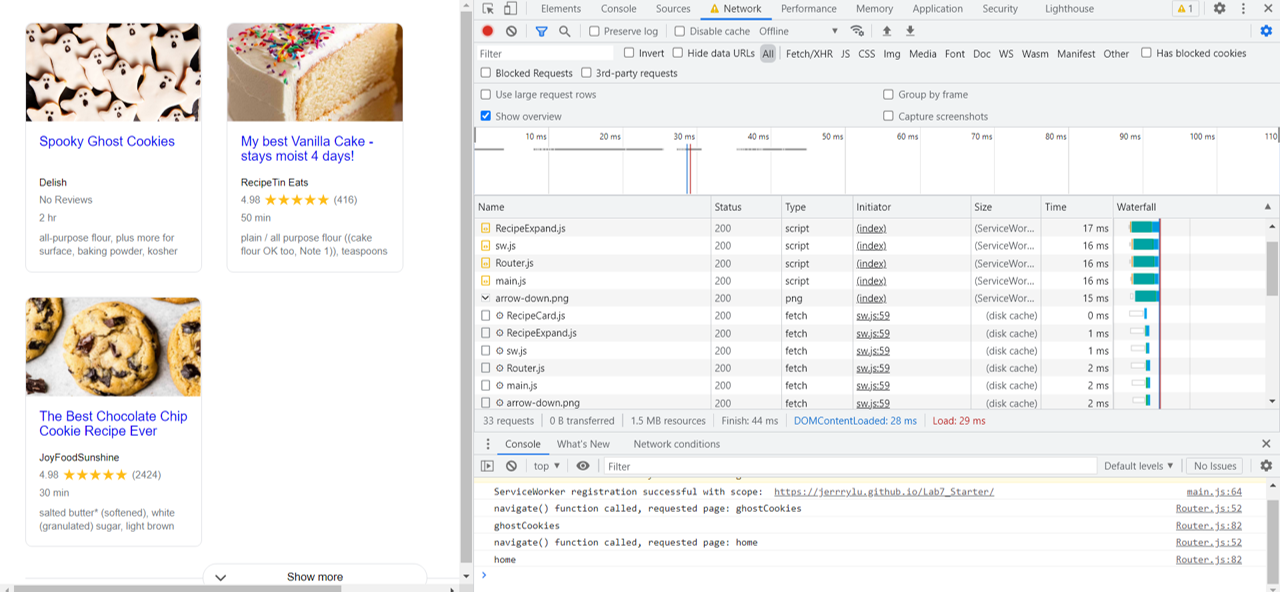 Spooky Ghost Cookies
Delish
No Reviews
2 hr
all-purpose flour, plus more for
surface, baking powder, kosher
My best Vanilla Cake -
stays moist 4 days!
RecipeTin Eats
4.98 ★★★★★ (416)
50 min
plain / all purpose flour ((cake
flour OK too, Note 1)), teaspoons
The Best Chocolate Chip
Cookie Recipe Ever
JoyFoodSunshine
4.98 ★★★★★ (2424)
30 min
salted butter* (softened), white
(granulated) sugar, light brown
Show more
Elements Console Sources Network Performance Memory Application Security Lighthouse 1
Preserve log Disable cache Offline
Filter Invert Hide data URLs All Fetch/XHR JS CSS Img Media Font Doc WS Wasm Manifest Other Has blocked cookies
Blocked Requests 3rd-party requests
Use large request rows Group by frame
Show overview Capture screenshots
10 ms 20 ms 30 ms 40 ms 50 ms 60 ms 70 ms 80 ms 90 ms 100 ms 110
Name Status Type Initiator Size Time Waterfall
RecipeExpand.js 200 script (index) (ServiceWor... 17 ms
sw.js 200 script (index) (ServiceWor... 16 ms
Router.js 200 script (index) (ServiceWor... 16 ms
main.js 200 script (index) (ServiceWor... 16 ms
arrow-down.png 200 png (index) (ServiceWor... 15 ms
RecipeCard.js 200 fetch sw.js:59 (disk cache) 0 ms
RecipeExpand.js 200 fetch sw.js:59 (disk cache) 1 ms
sw.js 200 fetch sw.js:59 (disk cache) 1 ms
Router.js 200 fetch sw.js:59 (disk cache) 2 ms
main.js 200 fetch sw.js:59 (disk cache) 2 ms
arrow-down.png 200 fetch sw.js:59 (disk cache) 2 ms
33 requests 0 B transferred 1.5 MB resources Finish: 44 ms DOMContentLoaded: 28 ms Load: 29 ms
Console What's New Network conditions
top Filter Default levels No Issues
ServiceWorker registration successful with scope: https://jerrrylu.github.io/Lab7_Starter/ main.js:64
navigate() function called, requested page: ghostCookies Router.js:52
ghostCookies Router.js:82
navigate() function called, requested page: home Router.js:52
home Router.js:82